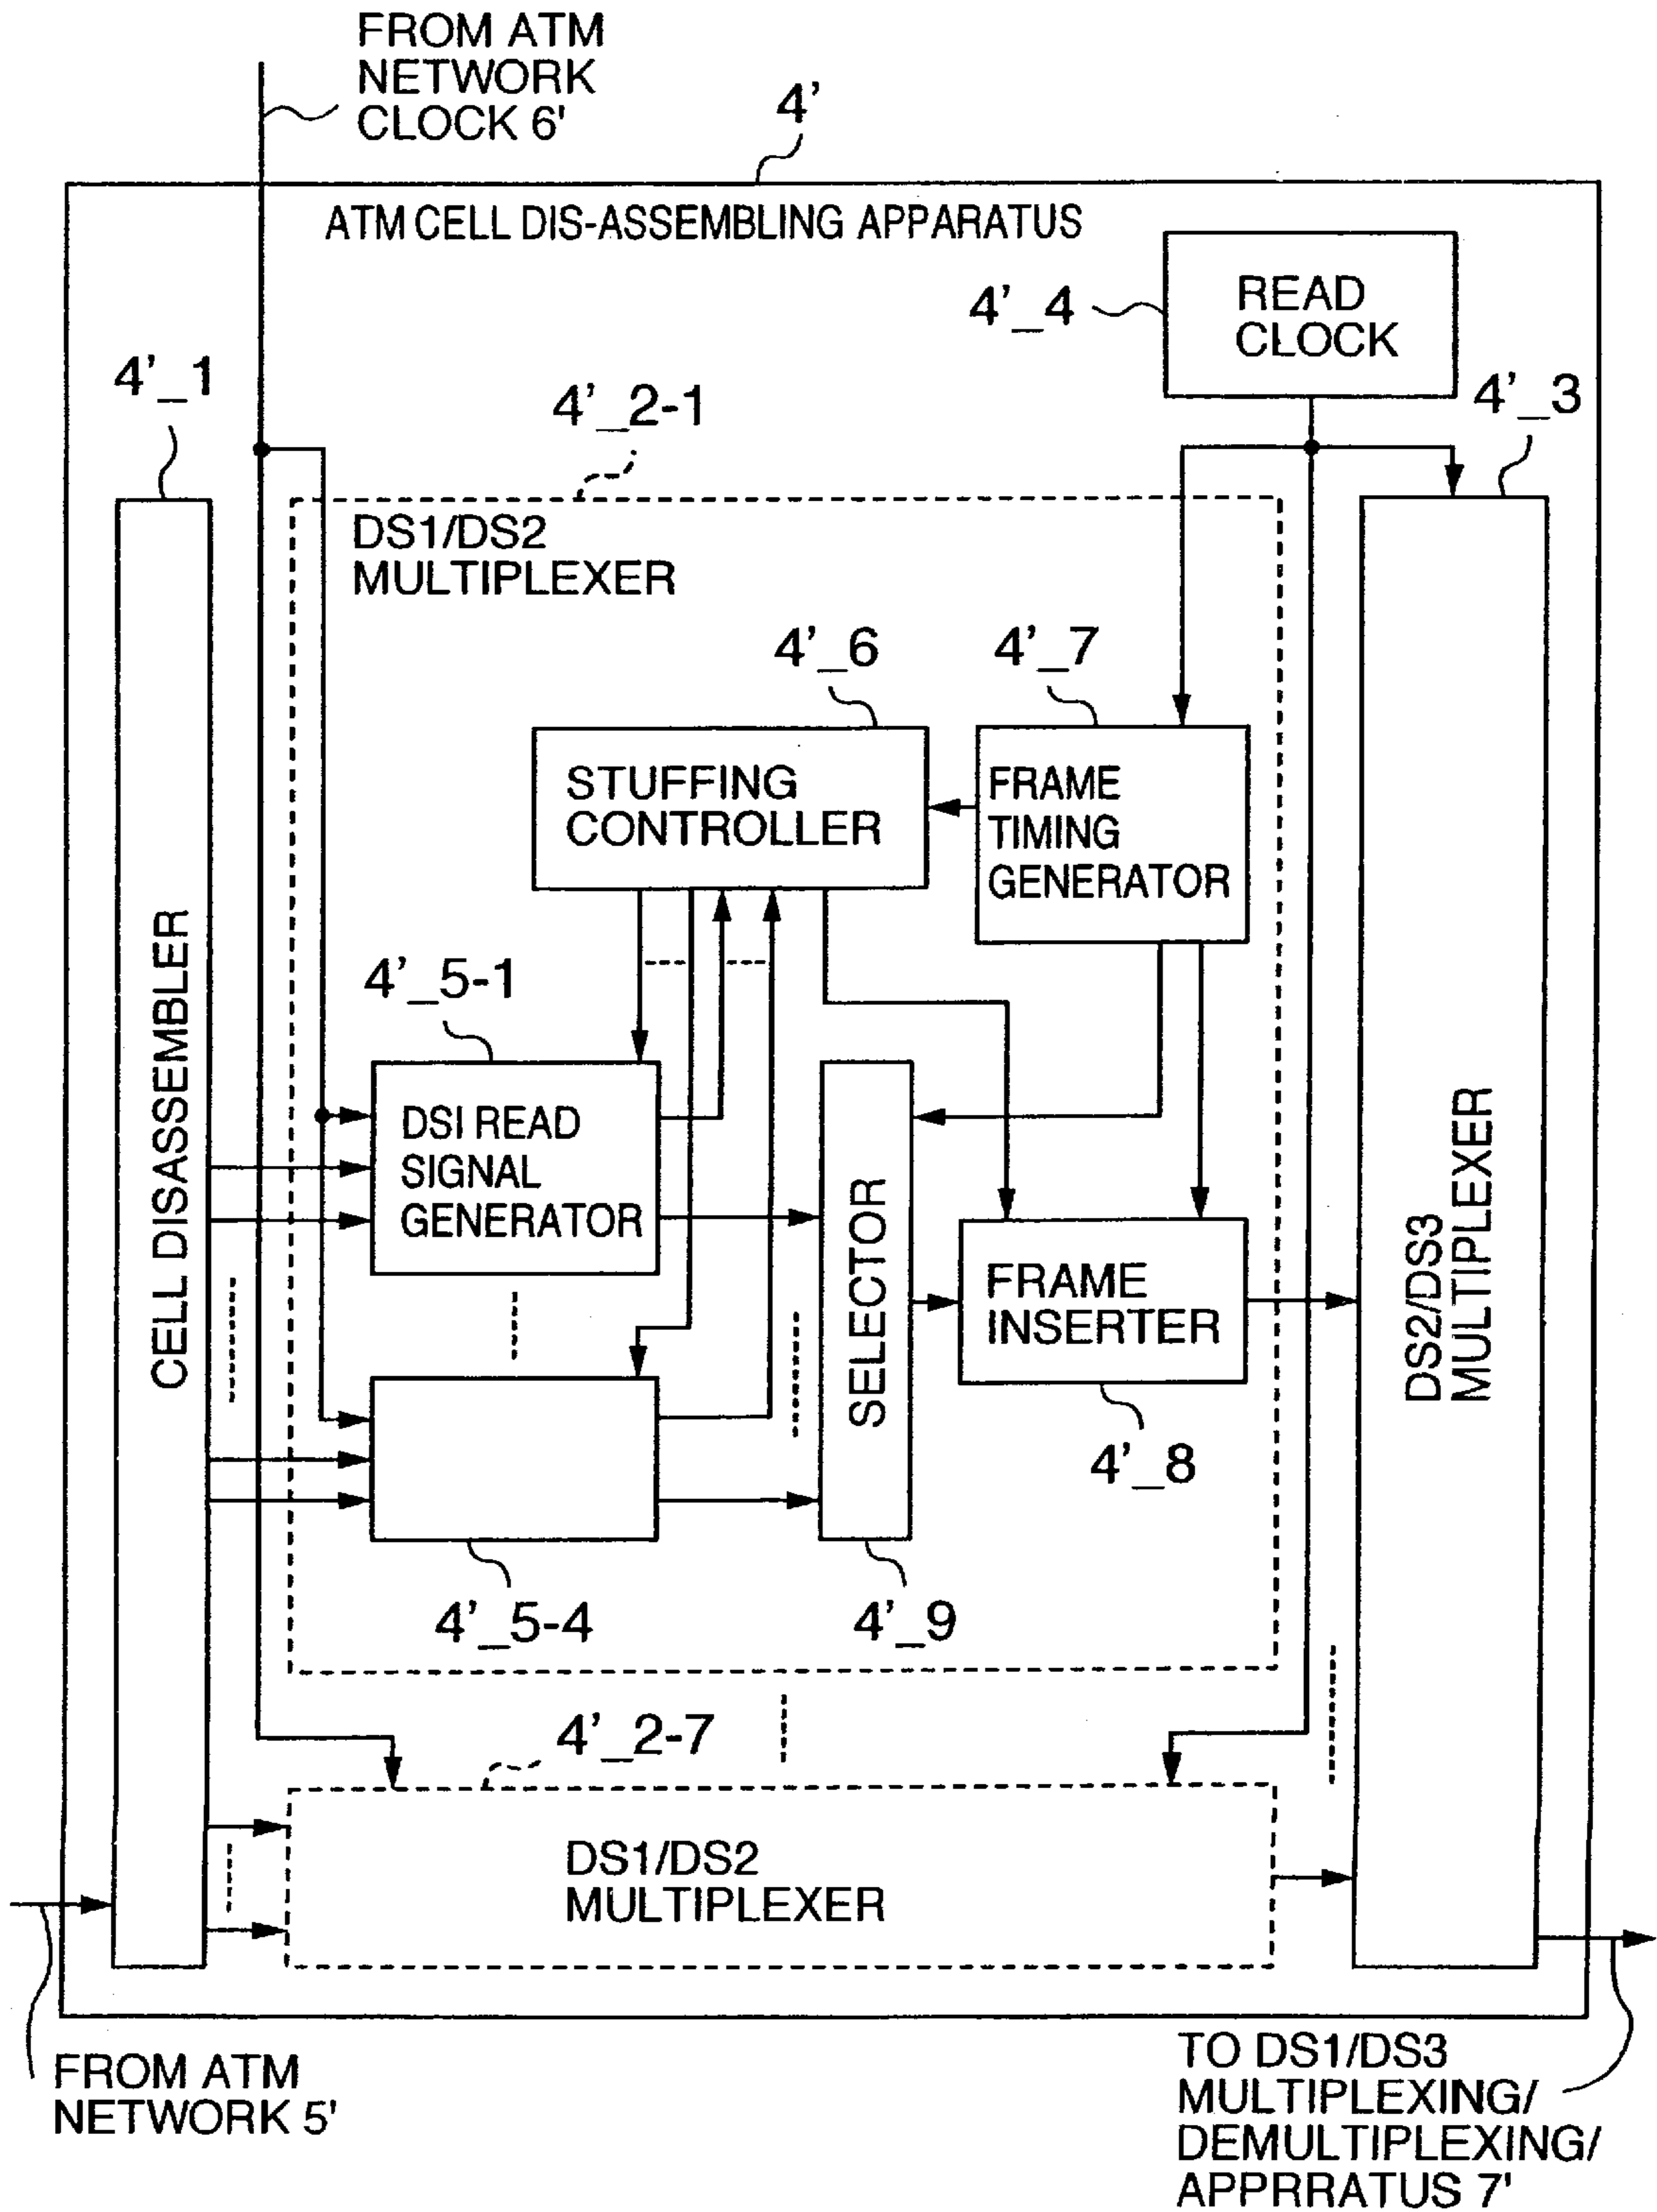 FROM ATM
NETWORK
CLOCK 6'
4'
ATM CELL DIS-ASSEMBLING APPARATUS
READ
CLOCK
4'_4
4'_1
4'_2-1
4'_3
DS1/DS2
MULTIPLEXER
4'_6
4'_7
STUFFING
CONTROLLER
FRAME
TIMING
GENERATOR
4'_5-1
CELL DISASSEMBLER
DSI READ
SIGNAL
GENERATOR
SELECTOR
FRAME
INSERTER
DS2/DS3
MULTIPLEXER
4'_8
4'_5-4
4'_9
4'_2-7
DS1/DS2
MULTIPLEXER
FROM ATM
NETWORK 5'
TO DS1/DS3
MULTIPLEXING/
DEMULTIPLEXING/
APPRRATUS 7'